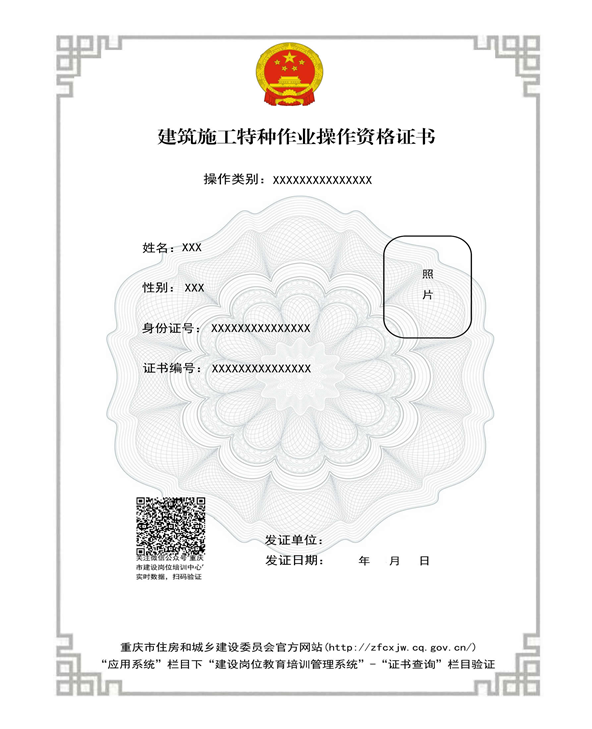 建筑施工特种作业操作资格证书
操作类别：XXXXXXXXXXXXXXX
姓名：XXX
照
片
性别：XXX
身份证号：XXXXXXXXXXXXXXX
证书编号：XXXXXXXXXXXXXXX
关注微信公众号"重庆
市建设岗位培训中心"
实时数据，扫码验证
发证单位：
发证日期： 年 月 日
重庆市住房和城乡建设委员会官方网站(http://zfcxjw.cq.gov.cn/)
“应用系统”栏目下“建设岗位教育培训管理系统”-“证书查询”栏目验证